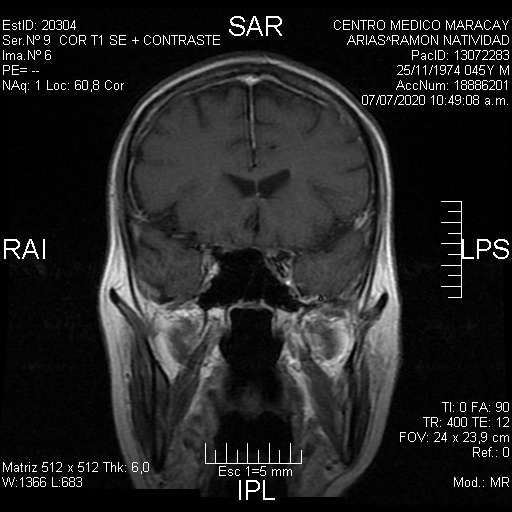 EstID: 20304
Ser.Nº 9 COR T1 SE + CONTRASTE
Ima.Nº 6
PE= --
NAq: 1 Loc: 60,8 Cor
SAR
CENTRO MEDICO MARACAY
ARIAS^RAMON NATIVIDAD
PacID: 13072283
25/11/1974 045Y M
AccNum: 18886201
07/07/2020 10:49:08 a.m.
RAI
LPS
TI: 0 FA: 90
TR: 400 TE: 12
FOV: 24 x 23,9 cm
Ref.: 0
Matriz 512 x 512 Thk: 6,0
W:1366 L:683
Esc 1=5 mm
IPL
Mod.: MR